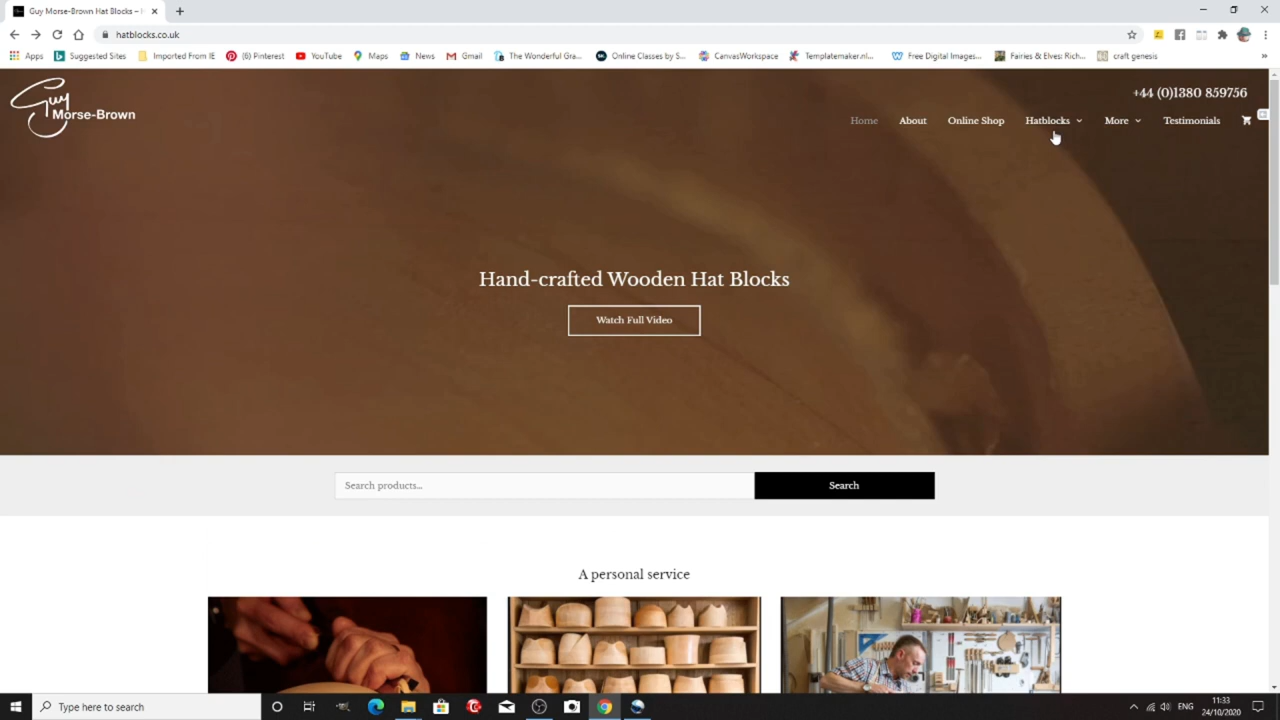 Guy Morse-Brown Hat Blocks –
hatblocks.co.uk
Apps
Suggested Sites
Imported From IE
(6) Pinterest
YouTube
Maps
News
Gmail
The Wonderful Gra...
Online Classes by S...
CanvasWorkspace
Templatemaker.nl...
Free Digital Images...
Fairies & Elves: Rich...
craft genesis
»
Guy
Morse-Brown
+44 (0)1380 859756
Home
About
Online Shop
Hatblocks
More
Testimonials
Hand-crafted Wooden Hat Blocks
Watch Full Video
Search products...
Search
A personal service
Type here to search
ENG
11:33
24/10/2020